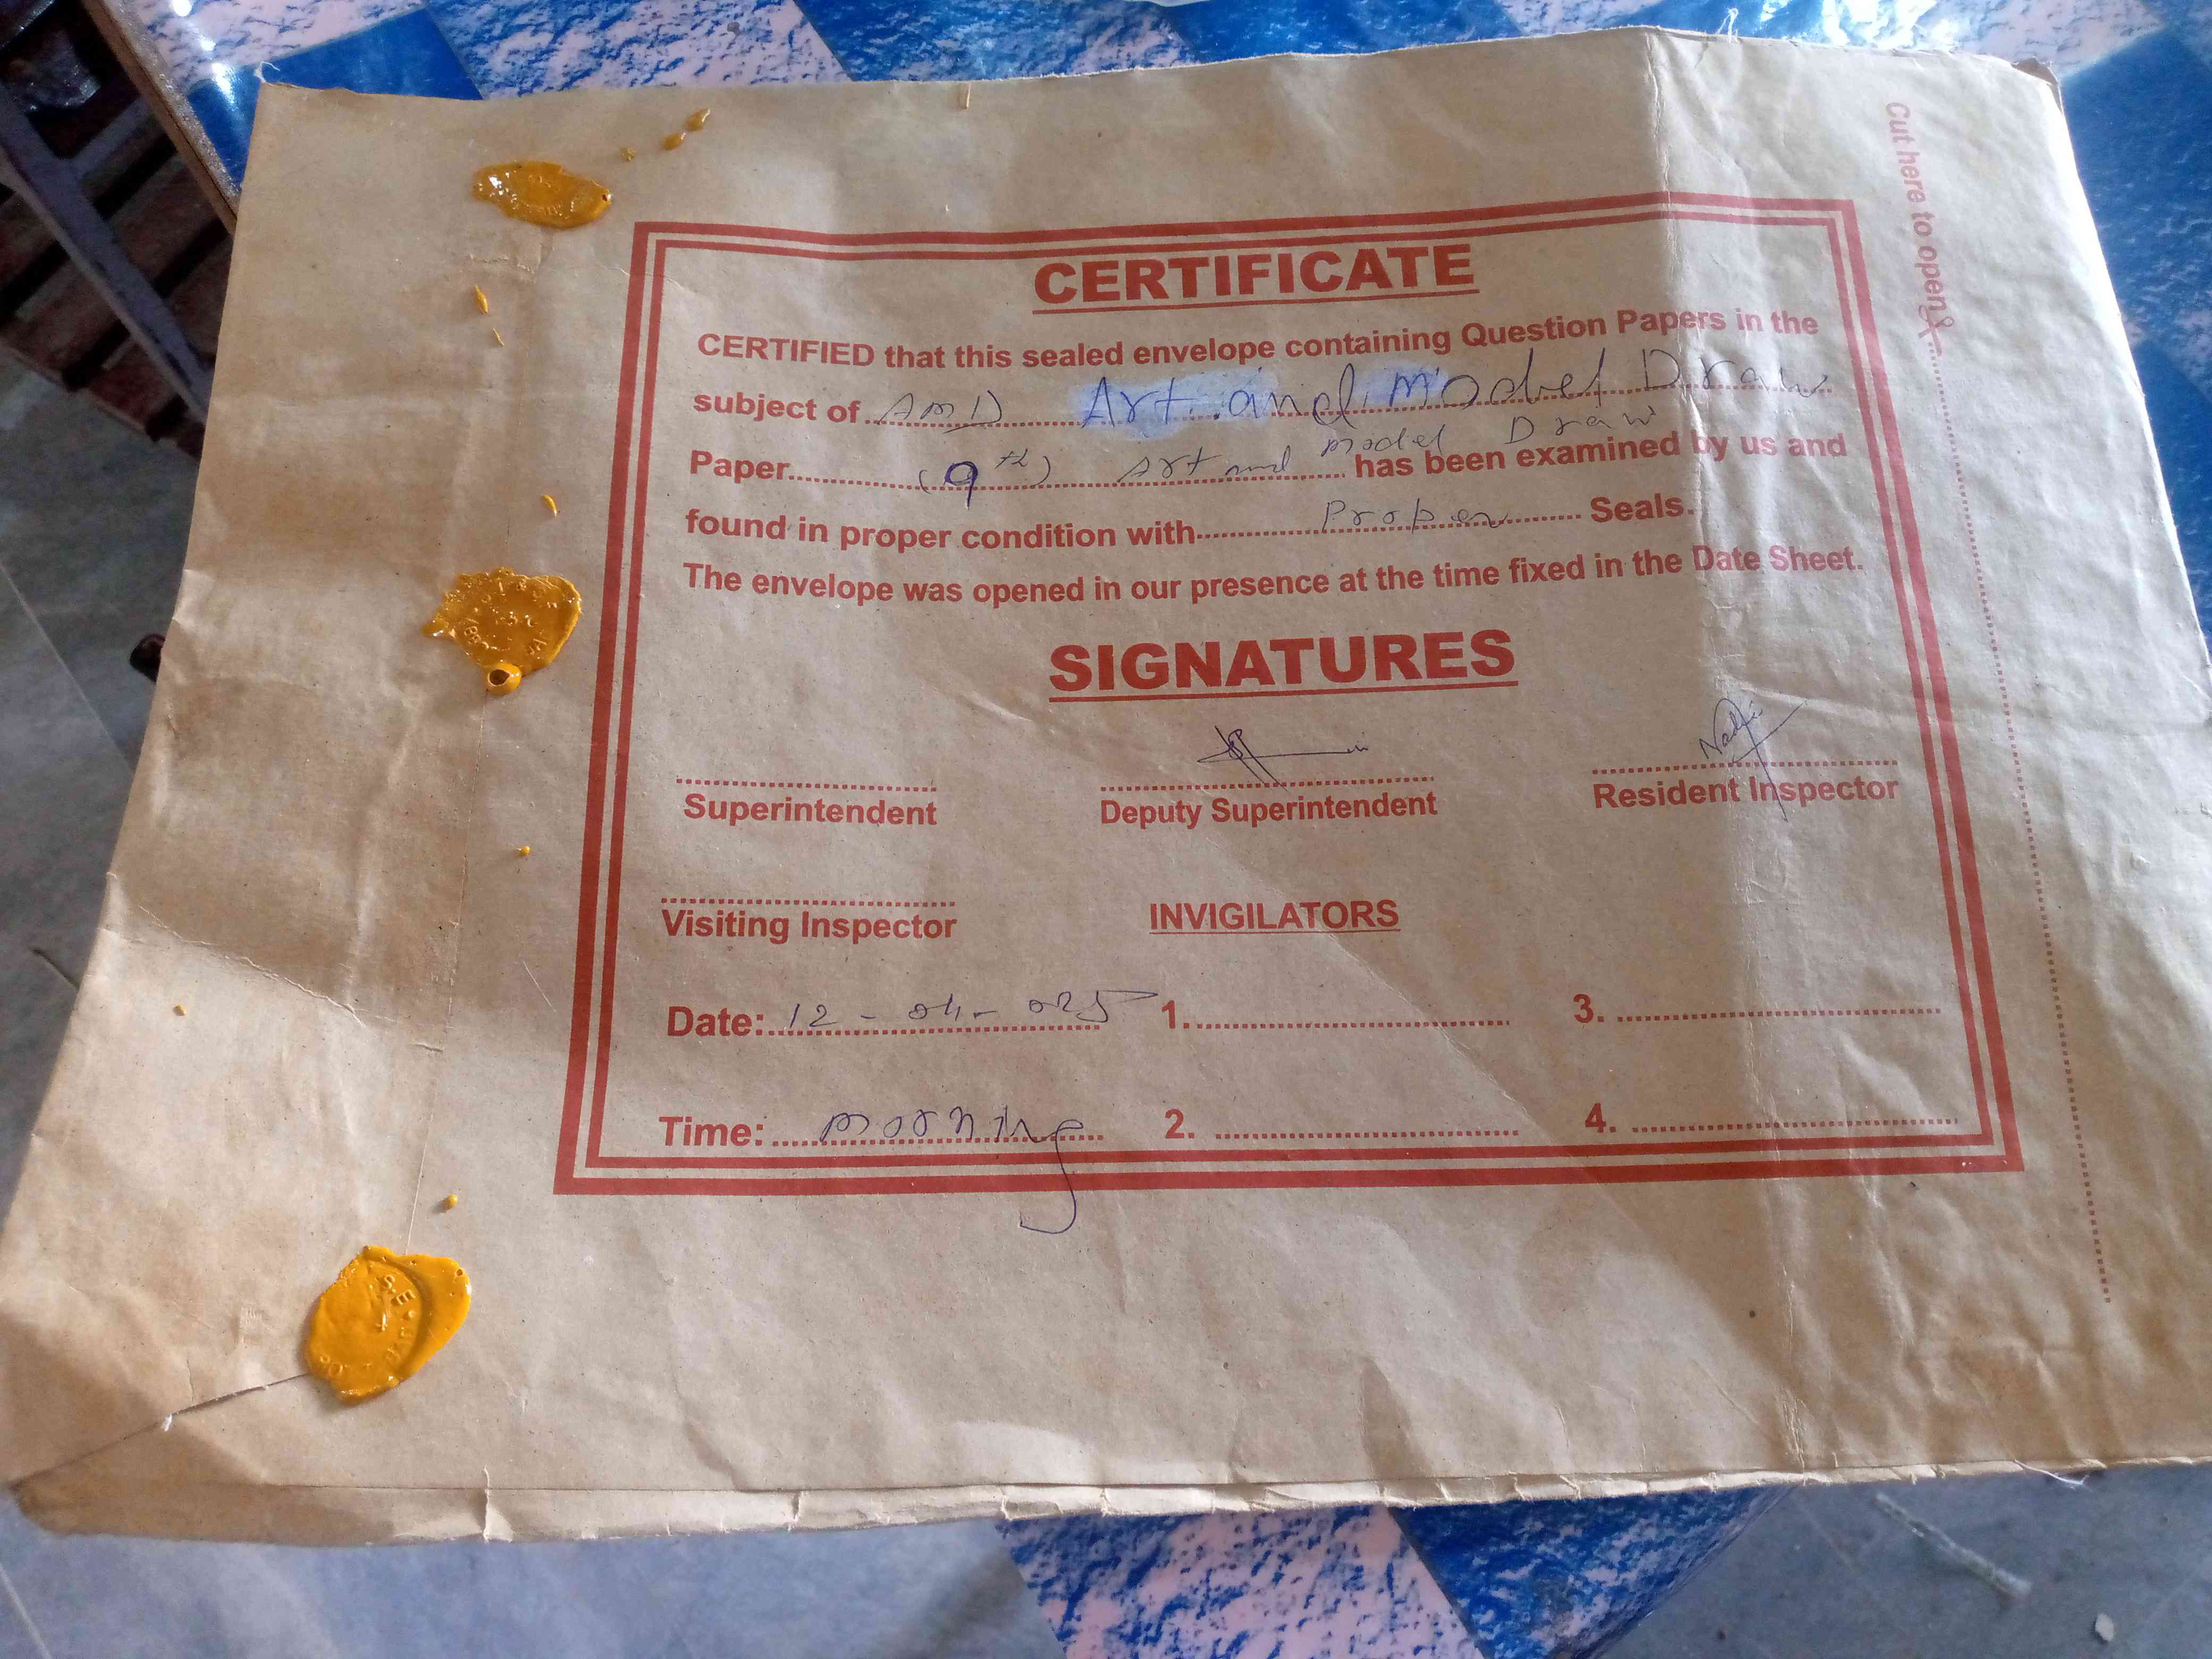 Cut here to open
CERTIFICATE
CERTIFIED that this sealed envelope containing Question Papers in the
subject of AMD Art and Model Draw
Paper (9th) Art and model Draw has been examined by us and
found in proper condition with Proper Seals.
The envelope was opened in our presence at the time fixed in the Date Sheet.
SIGNATURES
Superintendent Deputy Superintendent Resident Inspector
Visiting Inspector INVIGILATORS
Date: 12 - 04 - 025 1. 3.
Time: morning 2. 4.